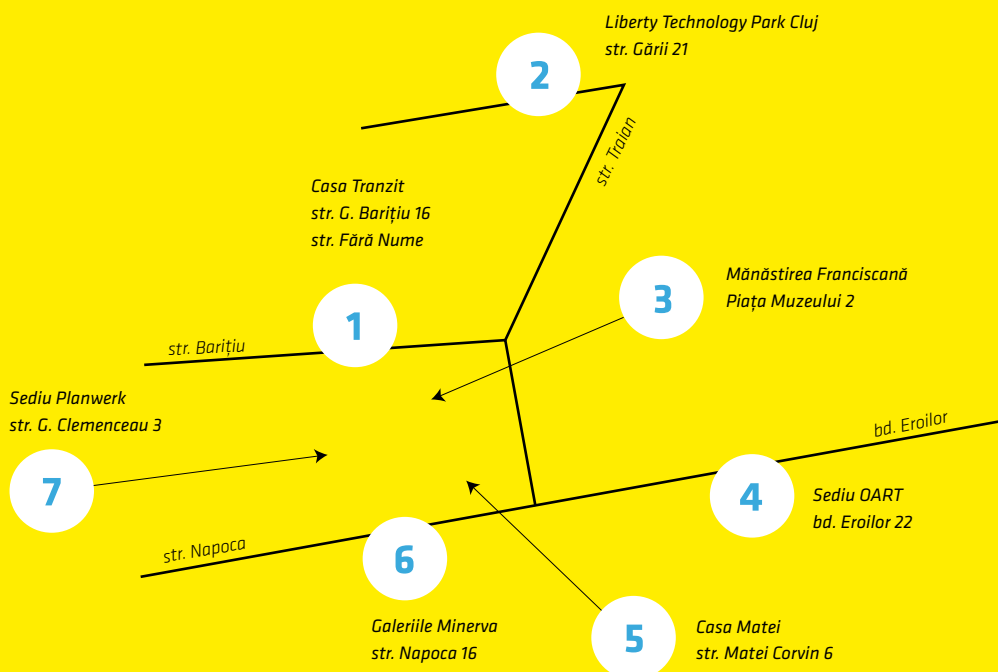 Liberty Technology Park Cluj
str. Gării 21
2
str. Traian
Casa Tranzit
str. G. Barițiu 16
str. Fără Nume
1
str. Barițiu
Mănăstirea Franciscană
Piața Muzeului 2
3
Sediu Planwerk
str. G. Clemenceau 3
7
bd. Eroilor
4
Sediu OART
bd. Eroilor 22
str. Napoca
6
Galeriile Minerva
str. Napoca 16
5
Casa Matei
str. Matei Corvin 6